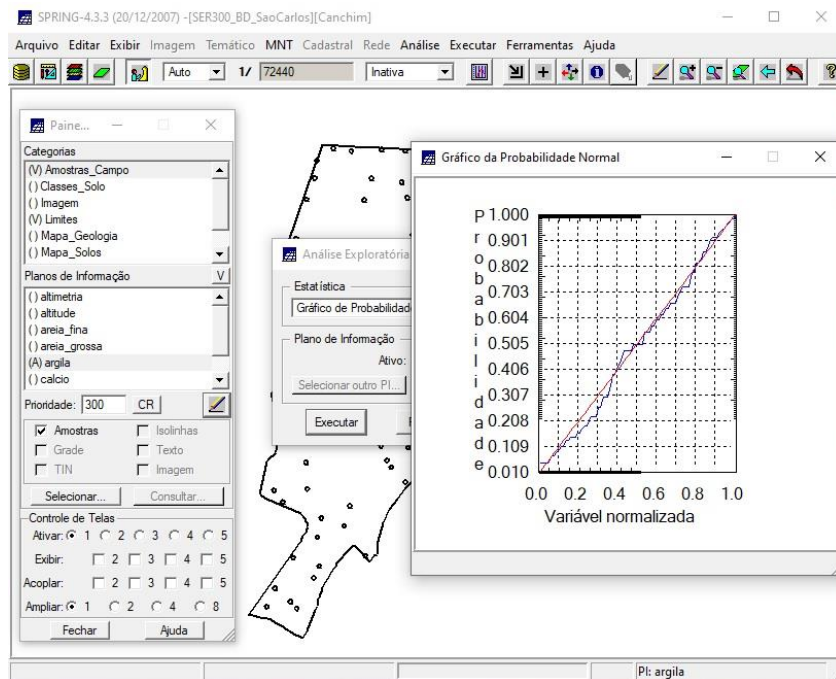 SPRING-4.3.3 (20/12/2007) -[SER300_BD_SaoCarlos][Canchim]
Arquivo Editar Exibir Imagem Temático MNT Cadastral Rede Análise Executar Ferramentas Ajuda
Auto 1/ 72440 Inativa
Paine...
Categorias
(V) Amostras_Campo
( ) Classes_Solo
( ) Imagem
(V) Limites
( ) Mapa_Geologia
( ) Mapa_Solos
Planos de Informação V
( ) altimetria
( ) altitude
( ) areia_fina
( ) areia_grossa
(A) argila
( ) calcio
Prioridade: 300 CR
Amostras Isolinhas
Grade Texto
TIN Imagem
Selecionar... Consultar...
Controle de Telas
Ativar: 1 2 3 4 5
Exibir: 2 3 4 5
Acoplar: 2 3 4 5
Ampliar: 1 2 4 8
Fechar Ajuda
Análise Exploratória
Estatística
Gráfico de Probabilidad
Plano de Informação
Ativo:
Selecionar outro PI...
Executar
Gráfico da Probabilidade Normal
Probabilidade
1.000
0.901
0.802
0.703
0.604
0.505
0.406
0.307
0.208
0.109
0.010
0.0 0.2 0.4 0.6 0.8 1.0
Variável normalizada
PI: argila